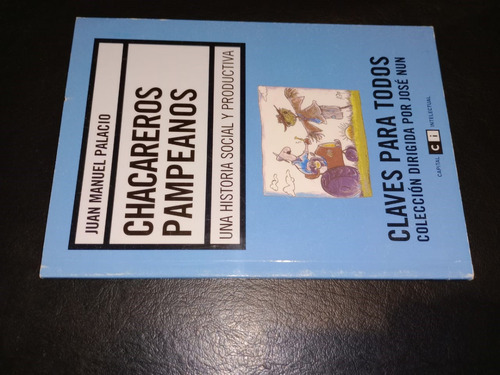 JUAN MANUEL PALACIO
CHACAREROS
PAMPEANOS
UNA HISTORIA SOCIAL Y PRODUCTIVA
CLAVES PARA TODOS
COLECCIÓN DIRIGIDA POR JOSÉ NUN
CAPITAL Ci INTELECTUAL